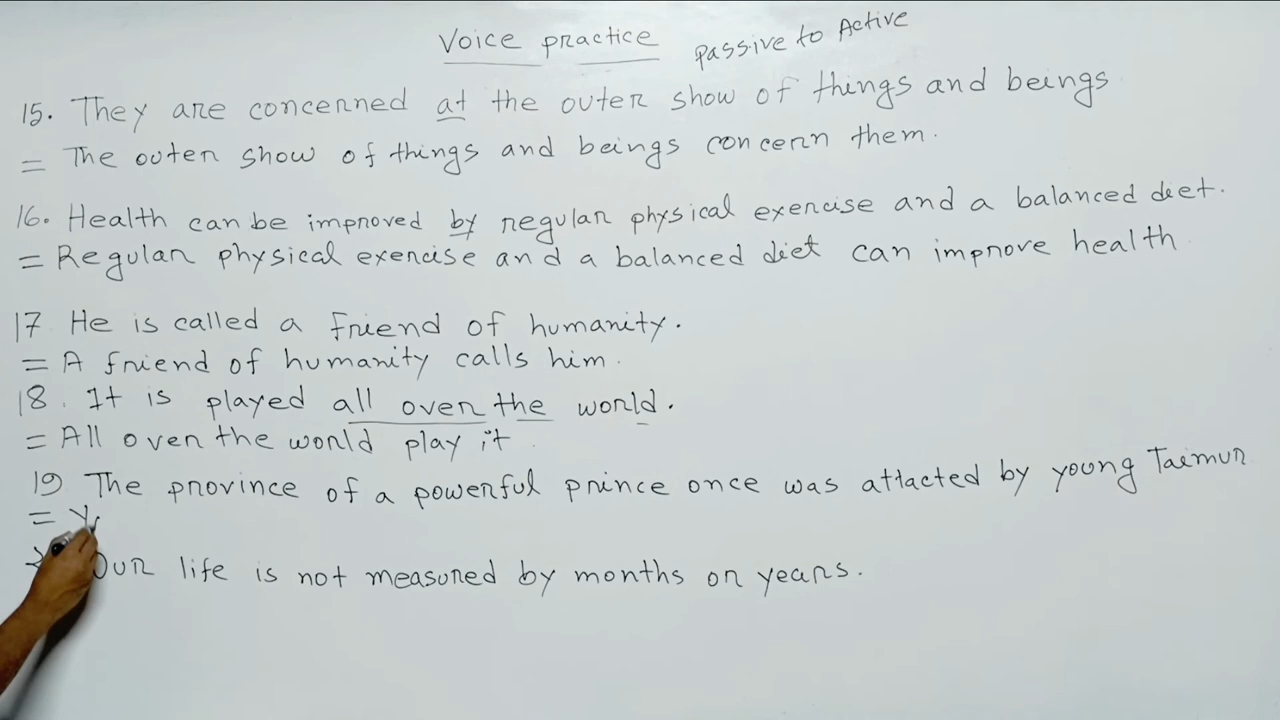 Voice practice passive to Active
15. They are concerned at the outer show of things and beings
= The outer show of things and beings concern them.
16. Health can be improved by regular physical exercise and a balanced diet.
= Regular physical exercise and a balanced diet can improve health
17 He is called a friend of humanity.
= A friend of humanity calls him.
18. It is played all over the world.
= All over the world play it
19 The province of a powerful prince once was attacted by young Taimur
= Y
Our life is not measured by months or years.